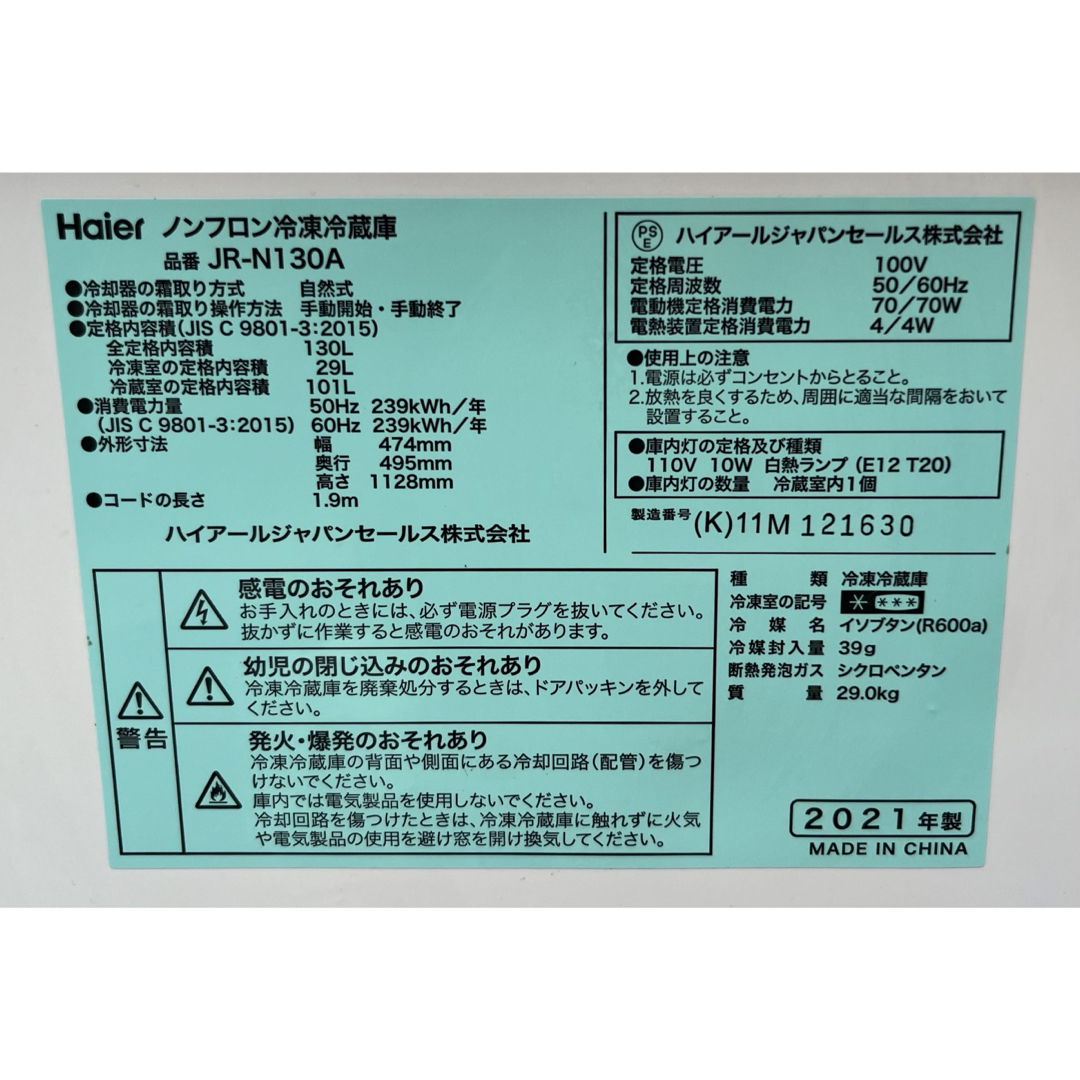 Haier ノンフロン冷凍冷蔵庫
品番 JR-N130A
●冷却器の霜取り方式 自然式
●冷却器の霜取り操作方法 手動開始・手動終了
●定格内容積(JIS C 9801-3:2015)
全定格内容積 130L
冷凍室の定格内容積 29L
冷蔵室の定格内容積 101L
●消費電力量 50Hz 239kWh/年
(JIS C 9801-3:2015) 60Hz 239kWh/年
●外形寸法 幅 474mm
奥行 495mm
高さ 1128mm
●コードの長さ 1.9m
ハイアールジャパンセールス株式会社
PS
E
ハイアールジャパンセールス株式会社
定格電圧 100V
定格周波数 50/60Hz
電動機定格消費電力 70/70W
電熱装置定格消費電力 4/4W
●使用上の注意
1.電源は必ずコンセントからとること。
2.放熱を良くするため、周囲に適当な間隔をおいて
設置すること。
●庫内灯の定格及び種類
110V 10W 白熱ランプ (E12 T20)
●庫内灯の数量 冷蔵室内1個
製造番号 (K)11M 121630
警告
感電のおそれあり
お手入れのときには、必ず電源プラグを抜いてください。
抜かずに作業すると感電のおそれがあります。
幼児の閉じ込みのおそれあり
冷凍冷蔵庫を廃棄処分するときは、ドアパッキンを外して
ください。
発火・爆発のおそれあり
冷凍冷蔵庫の背面や側面にある冷却回路(配管)を傷つ
けないでください。
庫内では電気製品を使用しないでください。
冷却回路を傷つけたときは、冷凍冷蔵庫に触れずに火気
や電気製品の使用を避け窓を開け換気してください。
種類 冷凍冷蔵庫
冷凍室の記号 * ***
冷媒名 イソブタン(R600a)
冷媒封入量 39g
断熱発泡ガス シクロペンタン
質量 29.0kg
2021年製
MADE IN CHINA